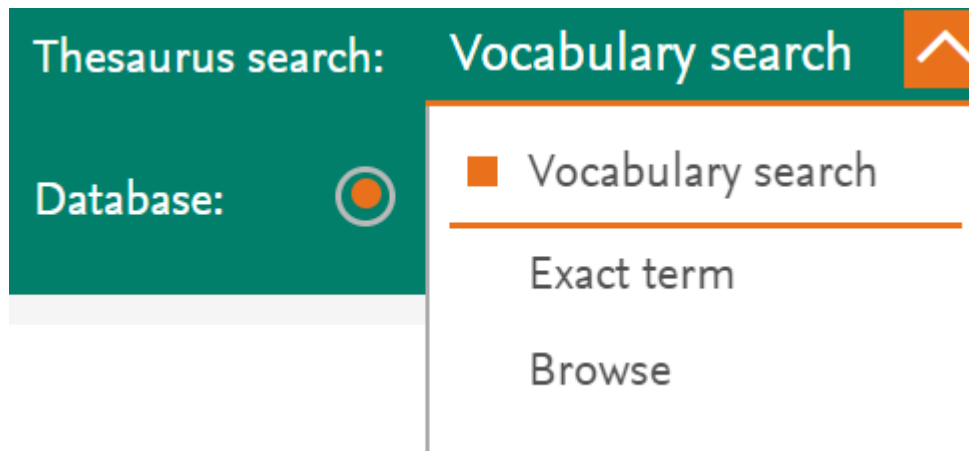 Thesaurus search: Vocabulary search
Vocabulary search
Database:
Exact term
Browse